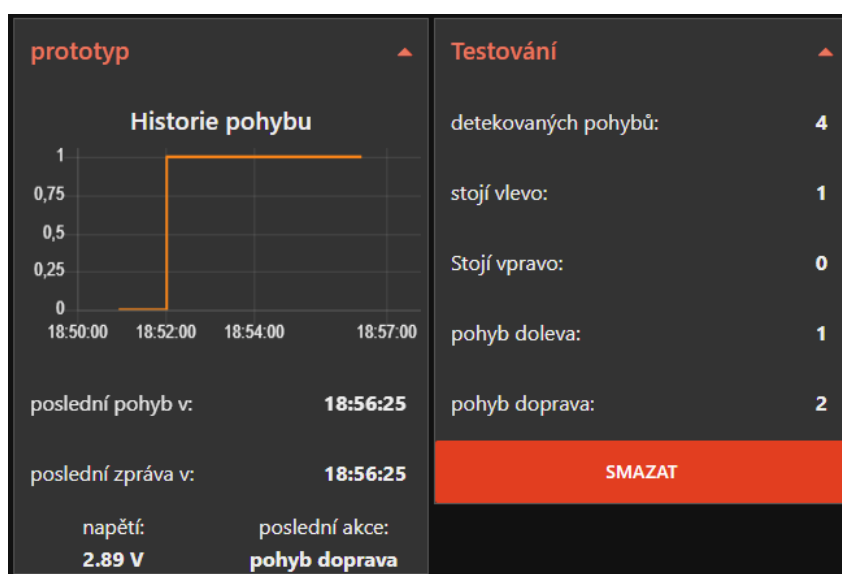 prototyp
Historie pohybu
1
0,75
0,5
0,25
0
18:50:00 18:52:00 18:54:00 18:57:00
poslední pohyb v: 18:56:25
poslední zpráva v: 18:56:25
napětí: poslední akce:
2.89 V pohyb doprava
Testování
detekovaných pohybů: 4
stojí vlevo: 1
Stojí vpravo: 0
pohyb doleva: 1
pohyb doprava: 2
SMAZAT